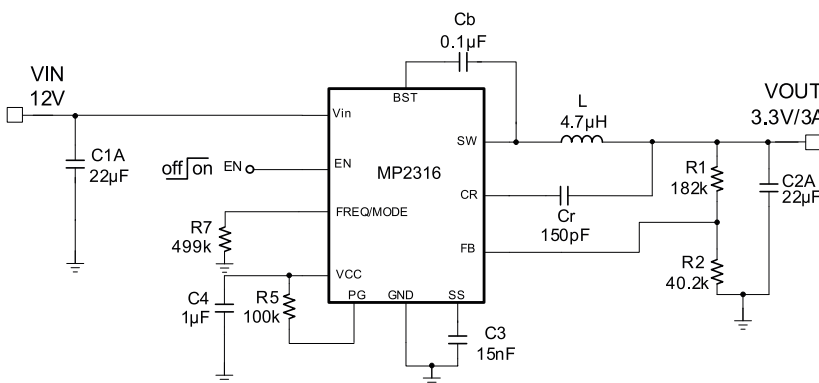 Cb
0.1µF
VIN
12V
BST
L
4.7µH
VOUT
3.3V/3A
Vin
SW
C1A
22µF
off on EN
EN
MP2316
R1
182k
C2A
22µF
CR
Cr
150pF
R7
499k
FREQ/MODE
FB
R2
40.2k
VCC
C4
1µF
R5
100k
PG
GND
SS
C3
15nF